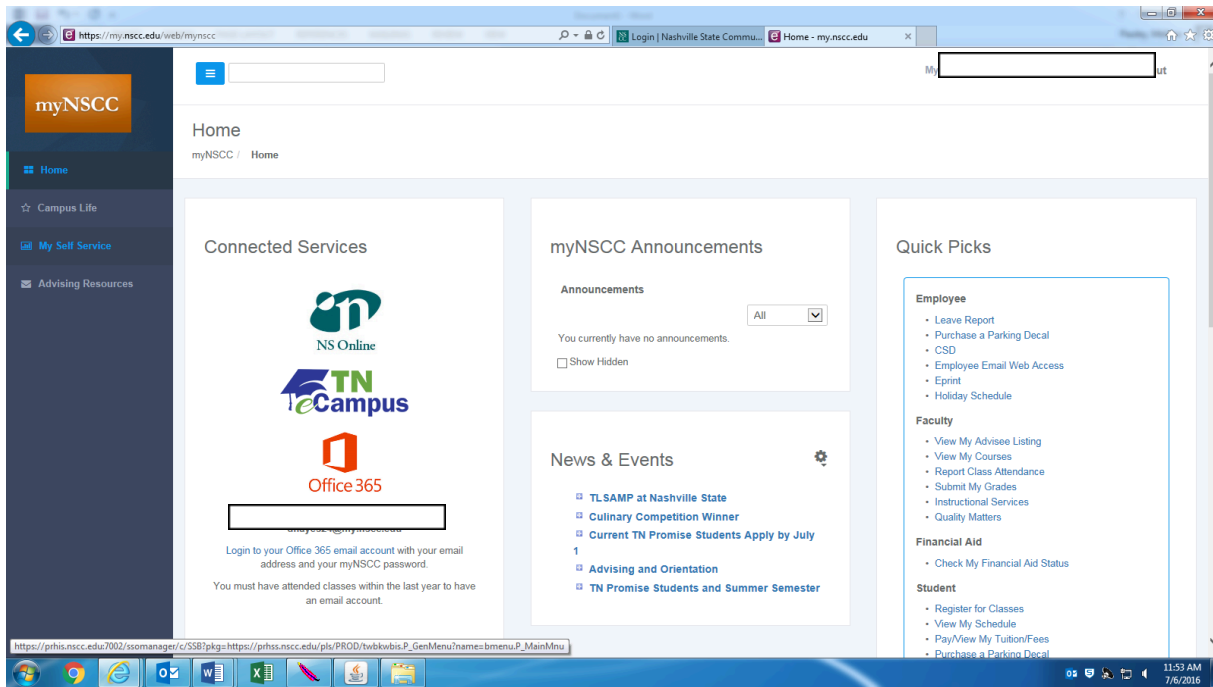 https://my.nscc.edu/web/mynscc
Login | Nashville State Commu...
Home - my.nscc.edu
myNSCC
My
ut
Home
myNSCC / Home
Home
Campus Life
My Self Service
Advising Resources
Connected Services
NS Online
TN
eCampus
Office 365
Login to your Office 365 email account with your email
address and your myNSCC password.
You must have attended classes within the last year to have
an email account.
myNSCC Announcements
Announcements
All
You currently have no announcements.
Show Hidden
News & Events
TLSAMP at Nashville State
Culinary Competition Winner
Current TN Promise Students Apply by July
1
Advising and Orientation
TN Promise Students and Summer Semester
Quick Picks
Employee
Leave Report
Purchase a Parking Decal
CSD
Employee Email Web Access
Eprint
Holiday Schedule
Faculty
View My Advisee Listing
View My Courses
Report Class Attendance
Submit My Grades
Instructional Services
Quality Matters
Financial Aid
Check My Financial Aid Status
Student
Register for Classes
View My Schedule
Pay/View My Tuition/Fees
Purchase a Parking Decal
https://prhis.nscc.edu:7002/ssomanager/c/SSB?pkg=https://prhss.nscc.edu/pls/PROD/twbkwbis.P_GenMenu?name=bmenu.P_MainMnu
11:53 AM
7/6/2016